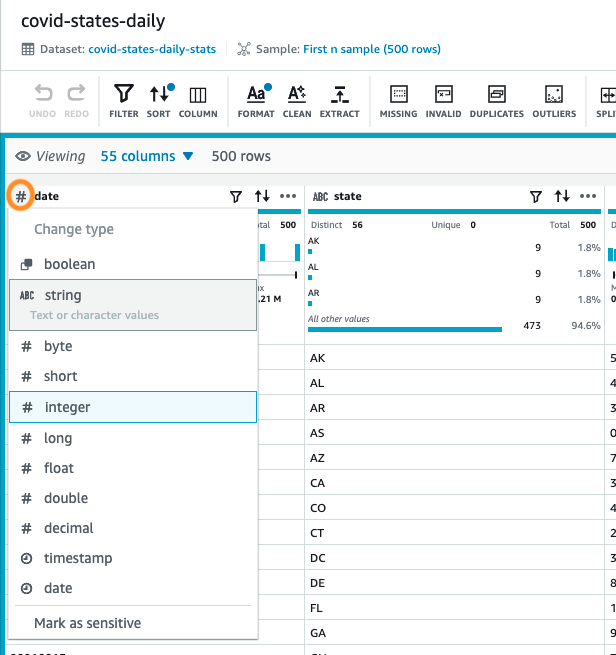 covid-states-daily
Dataset: covid-states-daily-stats Sample: First n sample (500 rows)
UNDO REDO FILTER SORT COLUMN FORMAT CLEAN EXTRACT MISSING INVALID DUPLICATES OUTLIERS
Viewing 55 columns 500 rows
# date ABC state
Change type
boolean
ABC string
Text or character values
# byte
# short
# integer
# long
# float
# double
# decimal
timestamp
date
Mark as sensitive
500
.21 M
Distinct 56 Unique 0 Total 500
AK 9 1.8%
AL 9 1.8%
AR 9 1.8%
All other values 473 94.6%
AK
AL
AR
AS
AZ
CA
CO
CT
DC
DE
FL
GA